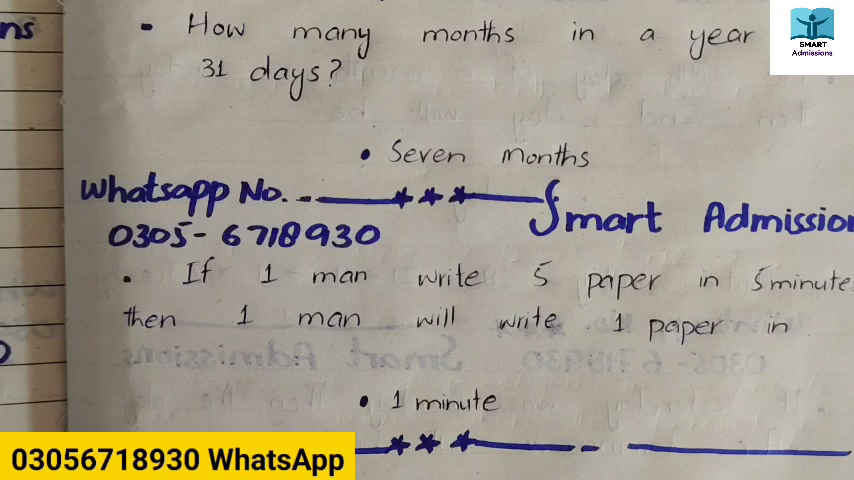 ns
• How many months in a year
31 days?
SMART
Admissions
• Seven months
Whatsapp No.
0305-6718930
Smart Admission
• If 1 man write 5 paper in 5 minute
then 1 man will write 1 paper in
• 1 minute
03056718930 WhatsApp